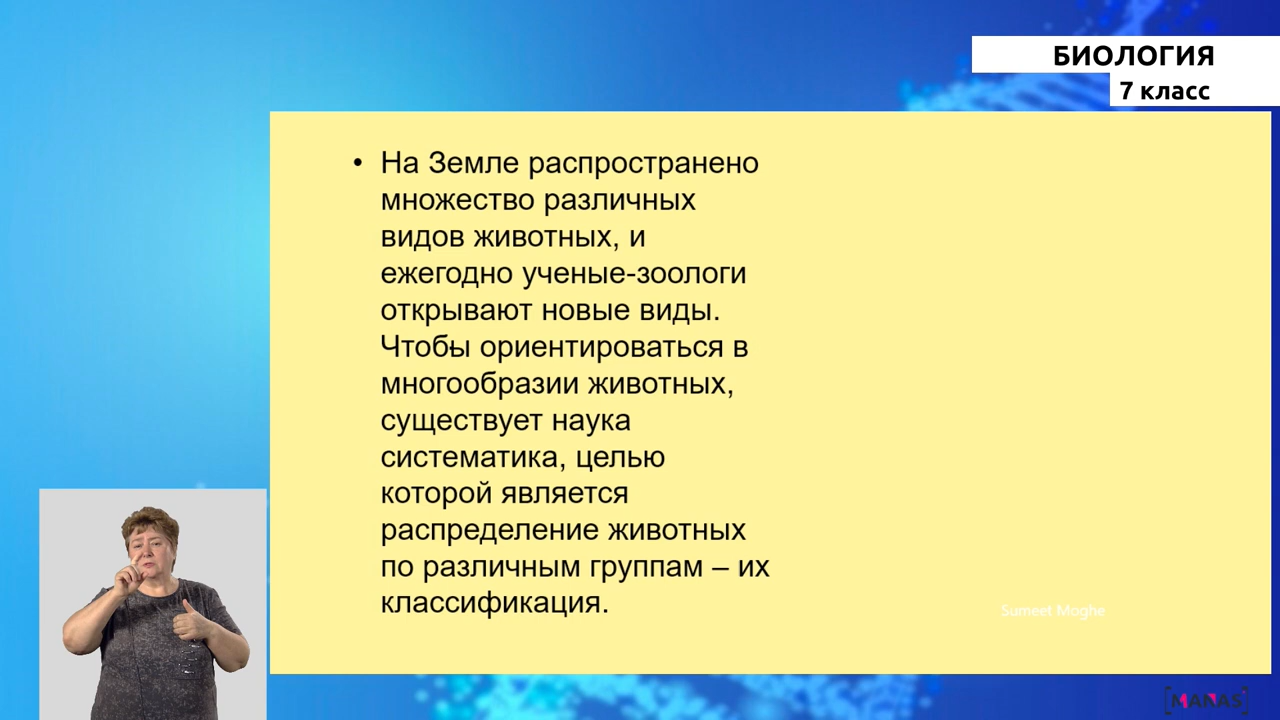 БИОЛОГИЯ
7 класс
• На Земле распространено
множество различных
видов животных, и
ежегодно ученые-зоологи
открывают новые виды.
Чтобы ориентироваться в
многообразии животных,
существует наука
систематика, целью
которой является
распределение животных
по различным группам – их
классификация.
Sumeet Moghe
MANAS